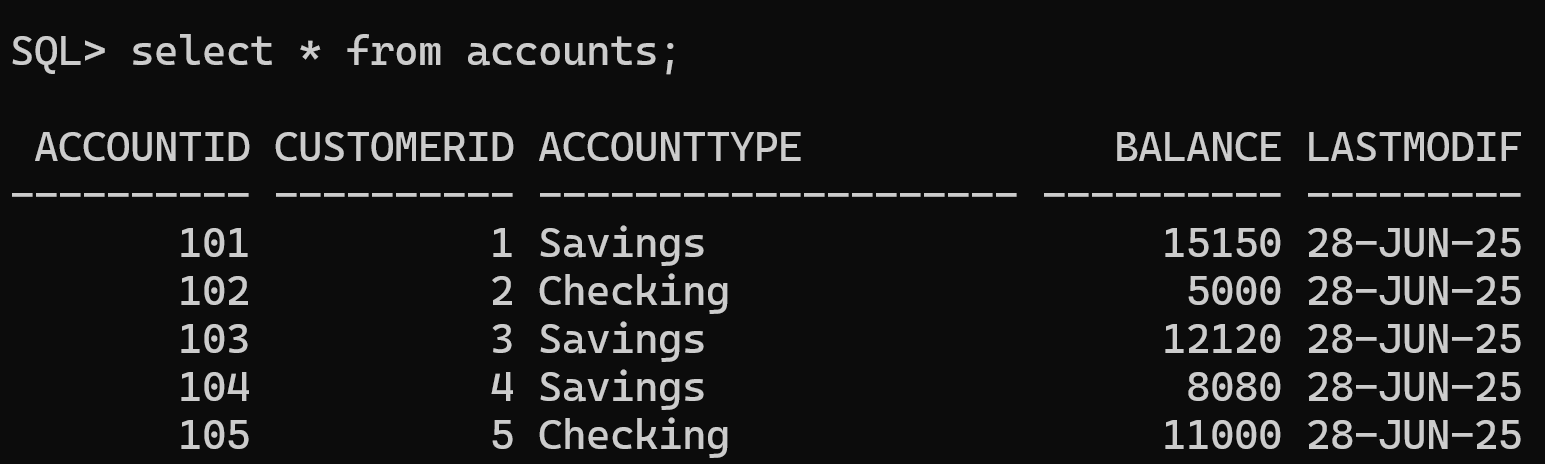 SQL> select * from accounts;
 ACCOUNTID CUSTOMERID ACCOUNTTYPE             BALANCE LASTMODIF
---------- ---------- -------------------- ---------- ---------
       101          1 Savings                   15150 28-JUN-25
       102          2 Checking                   5000 28-JUN-25
       103          3 Savings                   12120 28-JUN-25
       104          4 Savings                    8080 28-JUN-25
       105          5 Checking                  11000 28-JUN-25